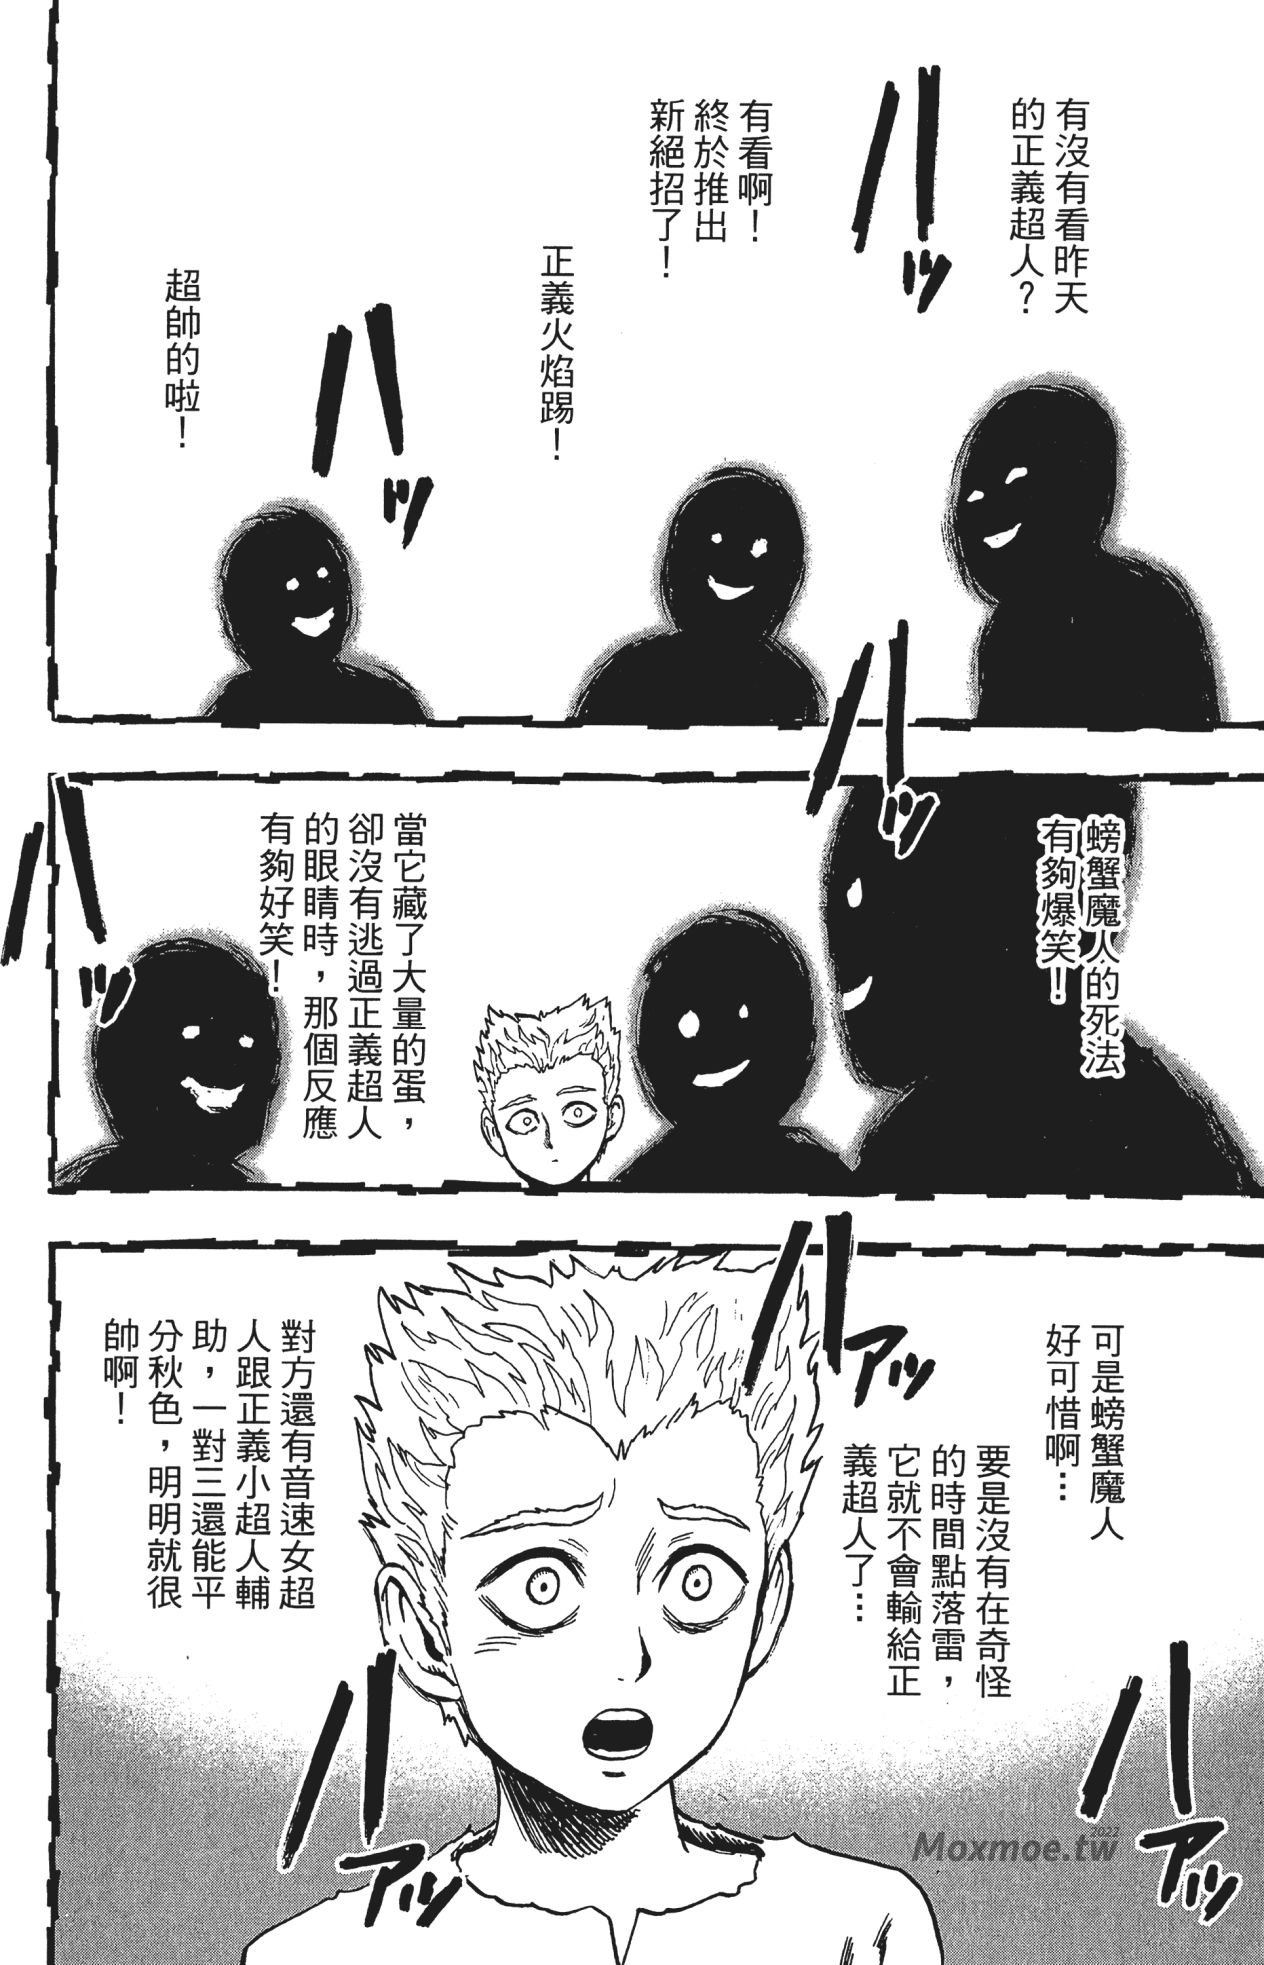 有沒有看昨天
的正義超人?
ハハッ
有看啊!
終於推出
新絕招了!
正義火焰踢!
ハハッ
超帥的啦!
螃蟹魔人的死法
有夠爆笑!
ハハッ
當它藏了大量的蛋,
卻沒有逃過正義超人
的眼睛時,那個反應
有夠好笑!
ハハッ
可是螃蟹魔人
好可惜啊…
要是沒有在奇怪
的時間點落雷,
它就不會輸給正
義超人了…
ハハアッ
對方還有音速女超
人跟正義小超人輔
助,一對三還能平
分秋色,明明就很
帥啊!
ハハアッ
ハハアッ
Moxmoe.tw
2022